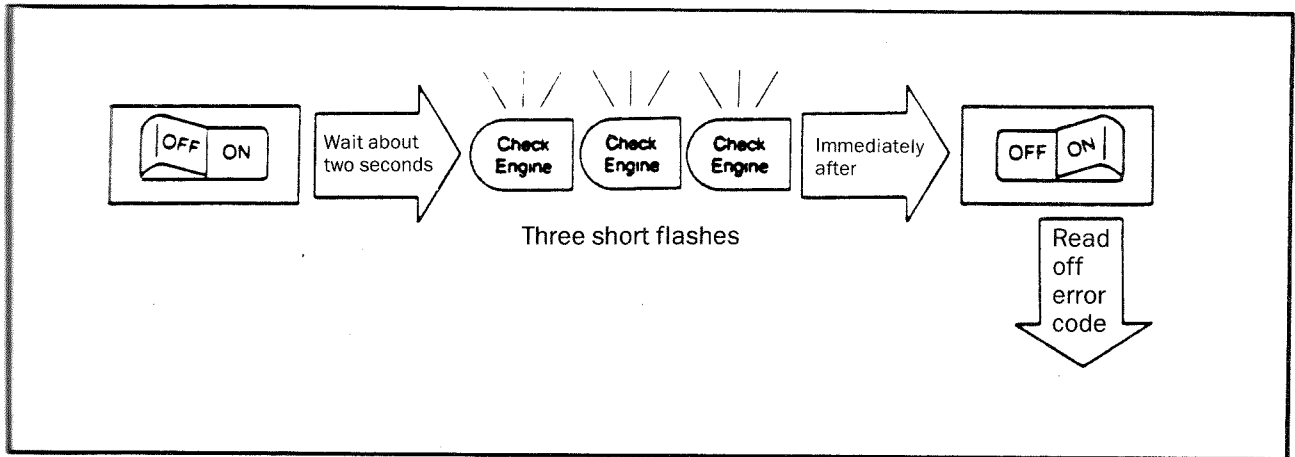 OFF ON
Wait about
two seconds
Check
Engine
Check
Engine
Check
Engine
Immediately
after
OFF ON
Three short flashes
Read
off
error
code